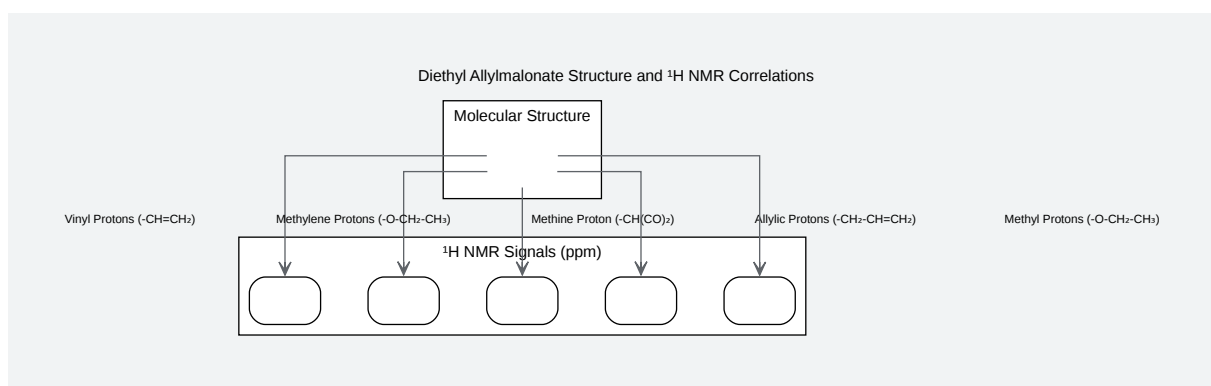 Diethyl Allylmalonate Structure and ¹H NMR Correlations
Molecular Structure
Vinyl Protons (-CH=CH₂)
Methylene Protons (-O-CH₂-CH₃)
Methine Proton (-CH(CO)₂)
Allylic Protons (-CH₂-CH=CH₂)
Methyl Protons (-O-CH₂-CH₃)
¹H NMR Signals (ppm)